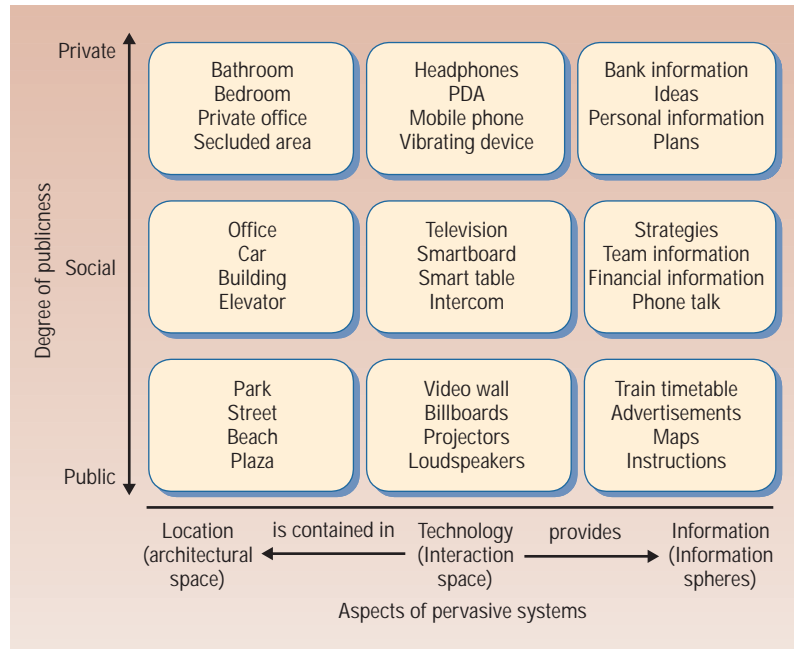 Private
Bathroom
Bedroom
Private office
Secluded area
Headphones
PDA
Mobile phone
Vibrating device
Bank information
Ideas
Personal information
Plans
Degree of publicness
Social
Office
Car
Building
Elevator
Television
Smartboard
Smart table
Intercom
Strategies
Team information
Financial information
Phone talk
Park
Street
Beach
Plaza
Video wall
Billboards
Projectors
Loudspeakers
Train timetable
Advertisements
Maps
Instructions
Public
Location
(architectural
space)
is contained in
Technology
(Interaction
space)
provides
Information
(Information
spheres)
Aspects of pervasive systems